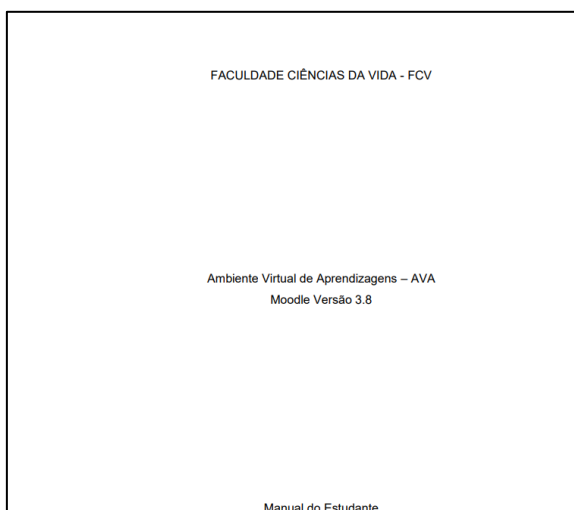 FACULDADE CIÊNCIAS DA VIDA - FCV
Ambiente Virtual de Aprendizagens – AVA
Moodle Versão 3.8
Manual do Estudante